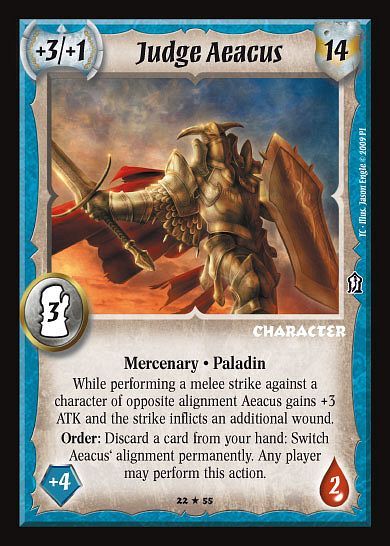 +3/+1
Judge Aeacus
14
TC - Illus. Jason Engle © 2009 P1
3
CHARACTER
Mercenary • Paladin
While performing a melee strike against a
character of opposite alignment Aeacus gains +3
ATK and the strike inflicts an additional wound.
Order: Discard a card from your hand: Switch
Aeacus‘ alignment permanently. Any player
may perform this action.
+4
2
22 ★ 55